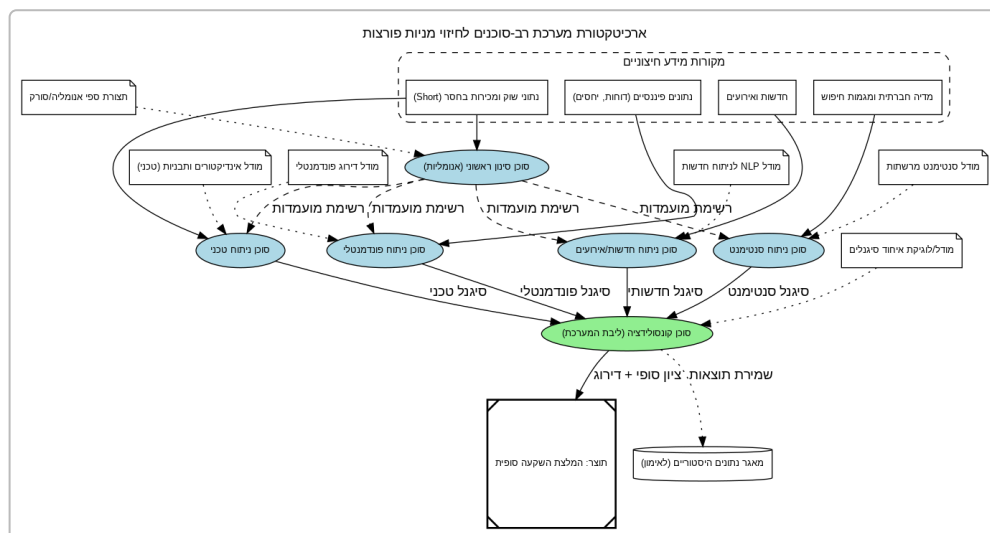 ארכיטקטורת מערכת רב-סוכנים לחיזוי מניות פורצות
מקורות מידע חיצוניים
מדיה חברתית ומגמות חיפוש
חדשות ואירועים
נתונים פיננסיים (דוחות, יחסים)
נתוני שוק ומכירות בחסר (Short)
תצורת ספי אנומליה/סורק
סוכן סינון ראשוני (אנומליות)
מודל סנטימנט מרשתות
מודל NLP לניתוח חדשות
מודל דירוג פונדמנטלי
מודל אינדיקטורים ותבניות (טכני)
רשימת מועמדות
רשימת מועמדות
רשימת מועמדות
רשימת מועמדות
מודל/לוגיקת איחוד סיגנלים
סוכן ניתוח סנטימנט
סוכן ניתוח חדשות/אירועים
סוכן ניתוח פונדמנטלי
סוכן ניתוח טכני
סיגנל סנטימנט
סיגנל חדשותי
סיגנל פונדמנטלי
סיגנל טכני
סוכן קונסולידציה (ליבת המערכת)
שמירת תוצאות
ציון סופי + דירוג
תוצר: המלצת השקעה סופית
מאגר נתונים היסטוריים (לאימון)